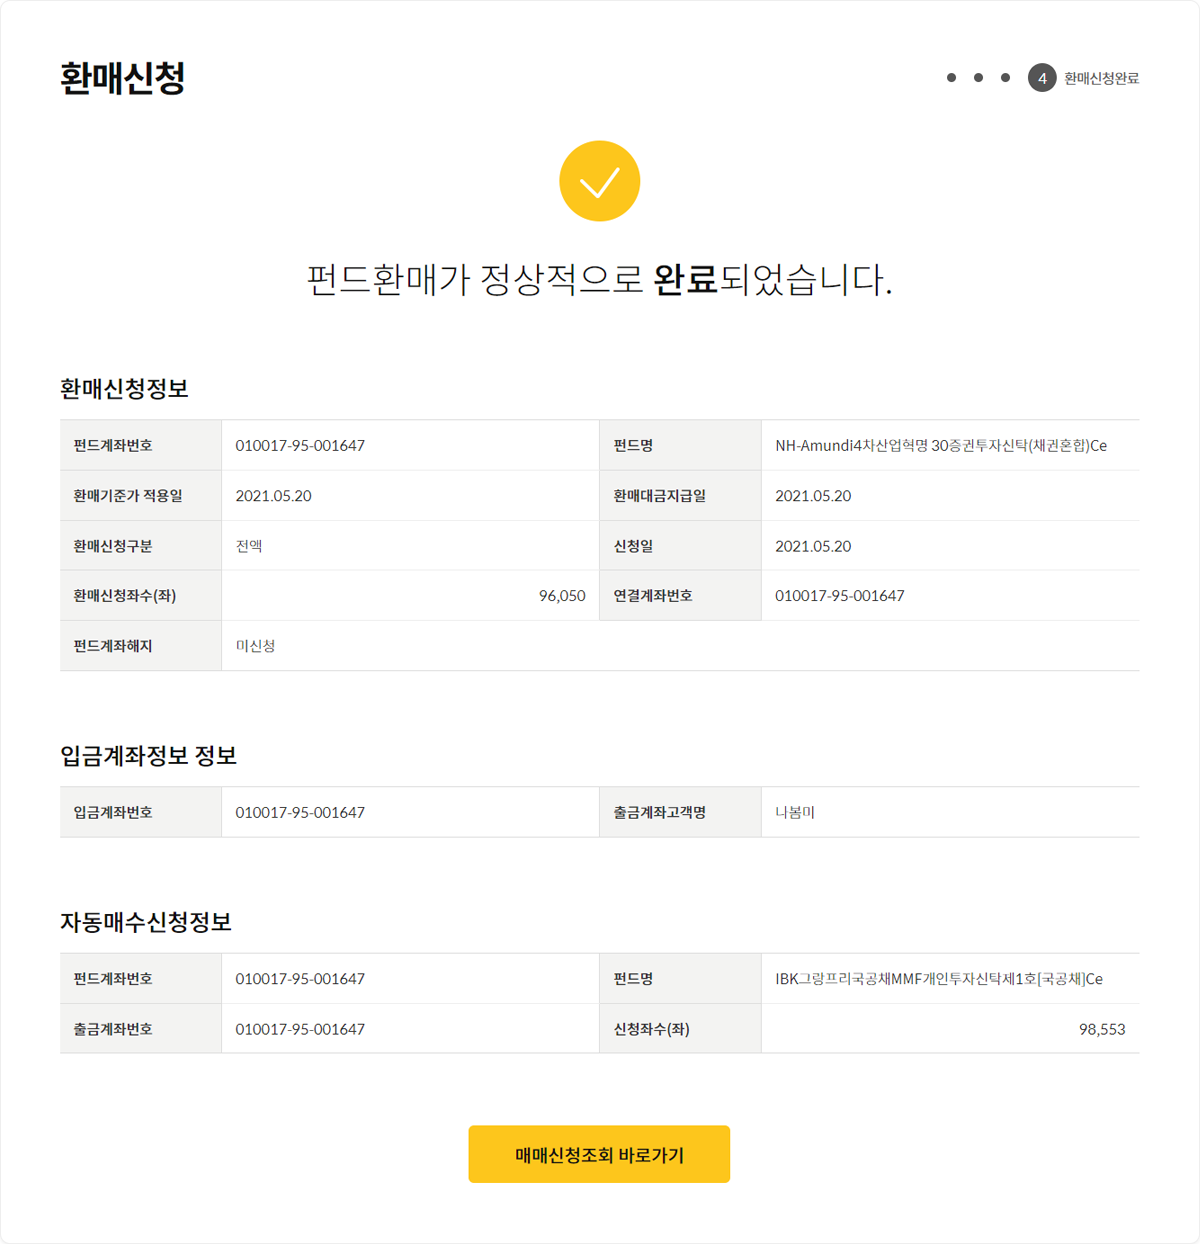 환매신청
4 환매신청완료
펀드환매가 정상적으로 완료되었습니다.
환매신청정보
펀드계좌번호 010017-95-001647 펀드명 NH-Amundi4차산업혁명 30증권투자신탁(채권혼합)Ce
환매기준가 적용일 2021.05.20 환매대금지급일 2021.05.20
환매신청구분 전액 신청일 2021.05.20
환매신청좌수(좌) 96,050 연결계좌번호 010017-95-001647
펀드계좌해지 미신청
입금계좌정보 정보
입금계좌번호 010017-95-001647 출금계좌고객명 나봄미
자동매수신청정보
펀드계좌번호 010017-95-001647 펀드명 IBK그랑프리국공채MMF개인투자신탁제1호[국공채]Ce
출금계좌번호 010017-95-001647 신청좌수(좌) 98,553
매매신청조회 바로가기